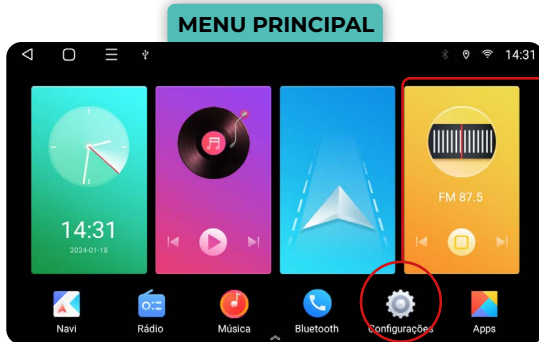 MENU PRINCIPAL
14:31
FM 87.5
14:31
2024-01-18
Navi
Rádio
Música
Bluetooth
Configurações
Apps